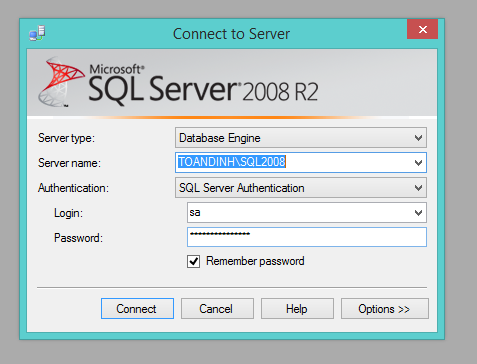 Connect to Server
Microsoft®
SQL Server® 2008 R2
Server type: Database Engine
Server name: TOANDINH\SQL2008
Authentication: SQL Server Authentication
Login: sa
Password: ***************
Remember password
Connect Cancel Help Options >>